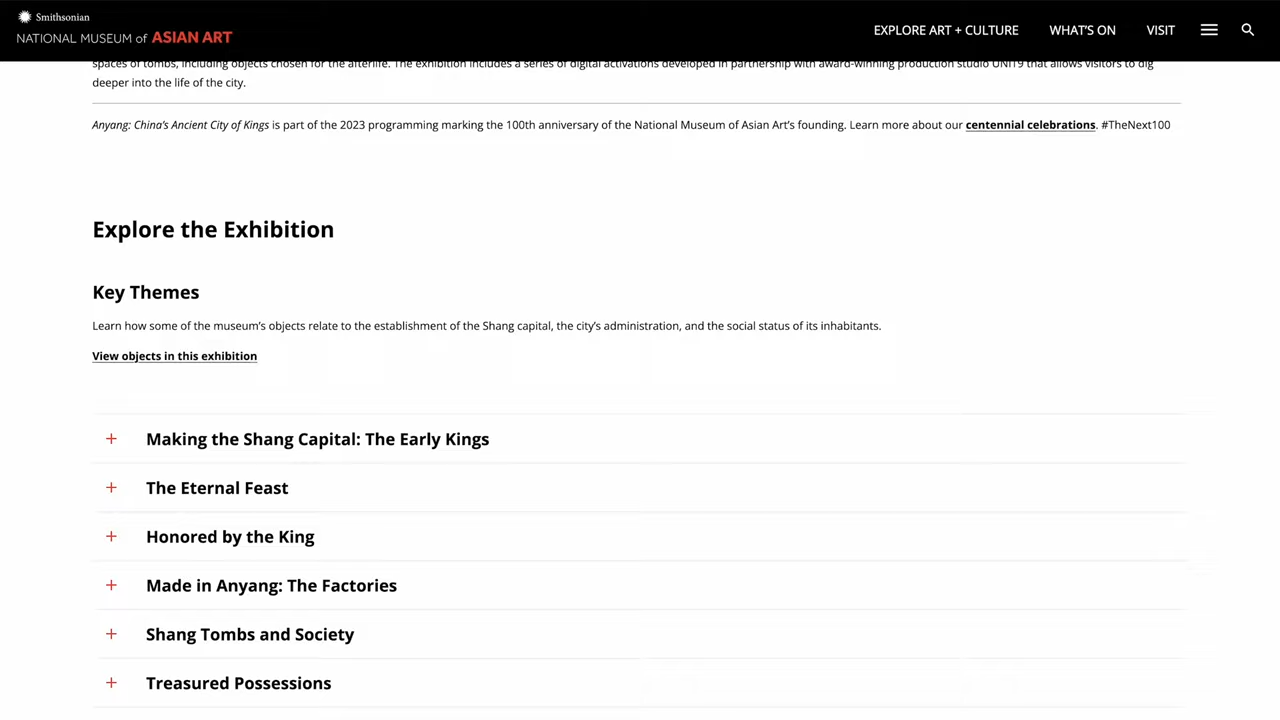 Smithsonian
NATIONAL MUSEUM of ASIAN ART
EXPLORE ART + CULTURE
WHAT'S ON
VISIT
spaces of tombs, including objects chosen for the afterlife. The exhibition includes a series of digital activations developed in partnership with award-winning production studio UNIT9 that allows visitors to dig
deeper into the life of the city.
Anyang: China's Ancient City of Kings is part of the 2023 programming marking the 100th anniversary of the National Museum of Asian Art's founding. Learn more about our centennial celebrations. #TheNext100
Explore the Exhibition
Key Themes
Learn how some of the museum's objects relate to the establishment of the Shang capital, the city's administration, and the social status of its inhabitants.
View objects in this exhibition
+ Making the Shang Capital: The Early Kings
+ The Eternal Feast
+ Honored by the King
+ Made in Anyang: The Factories
+ Shang Tombs and Society
+ Treasured Possessions